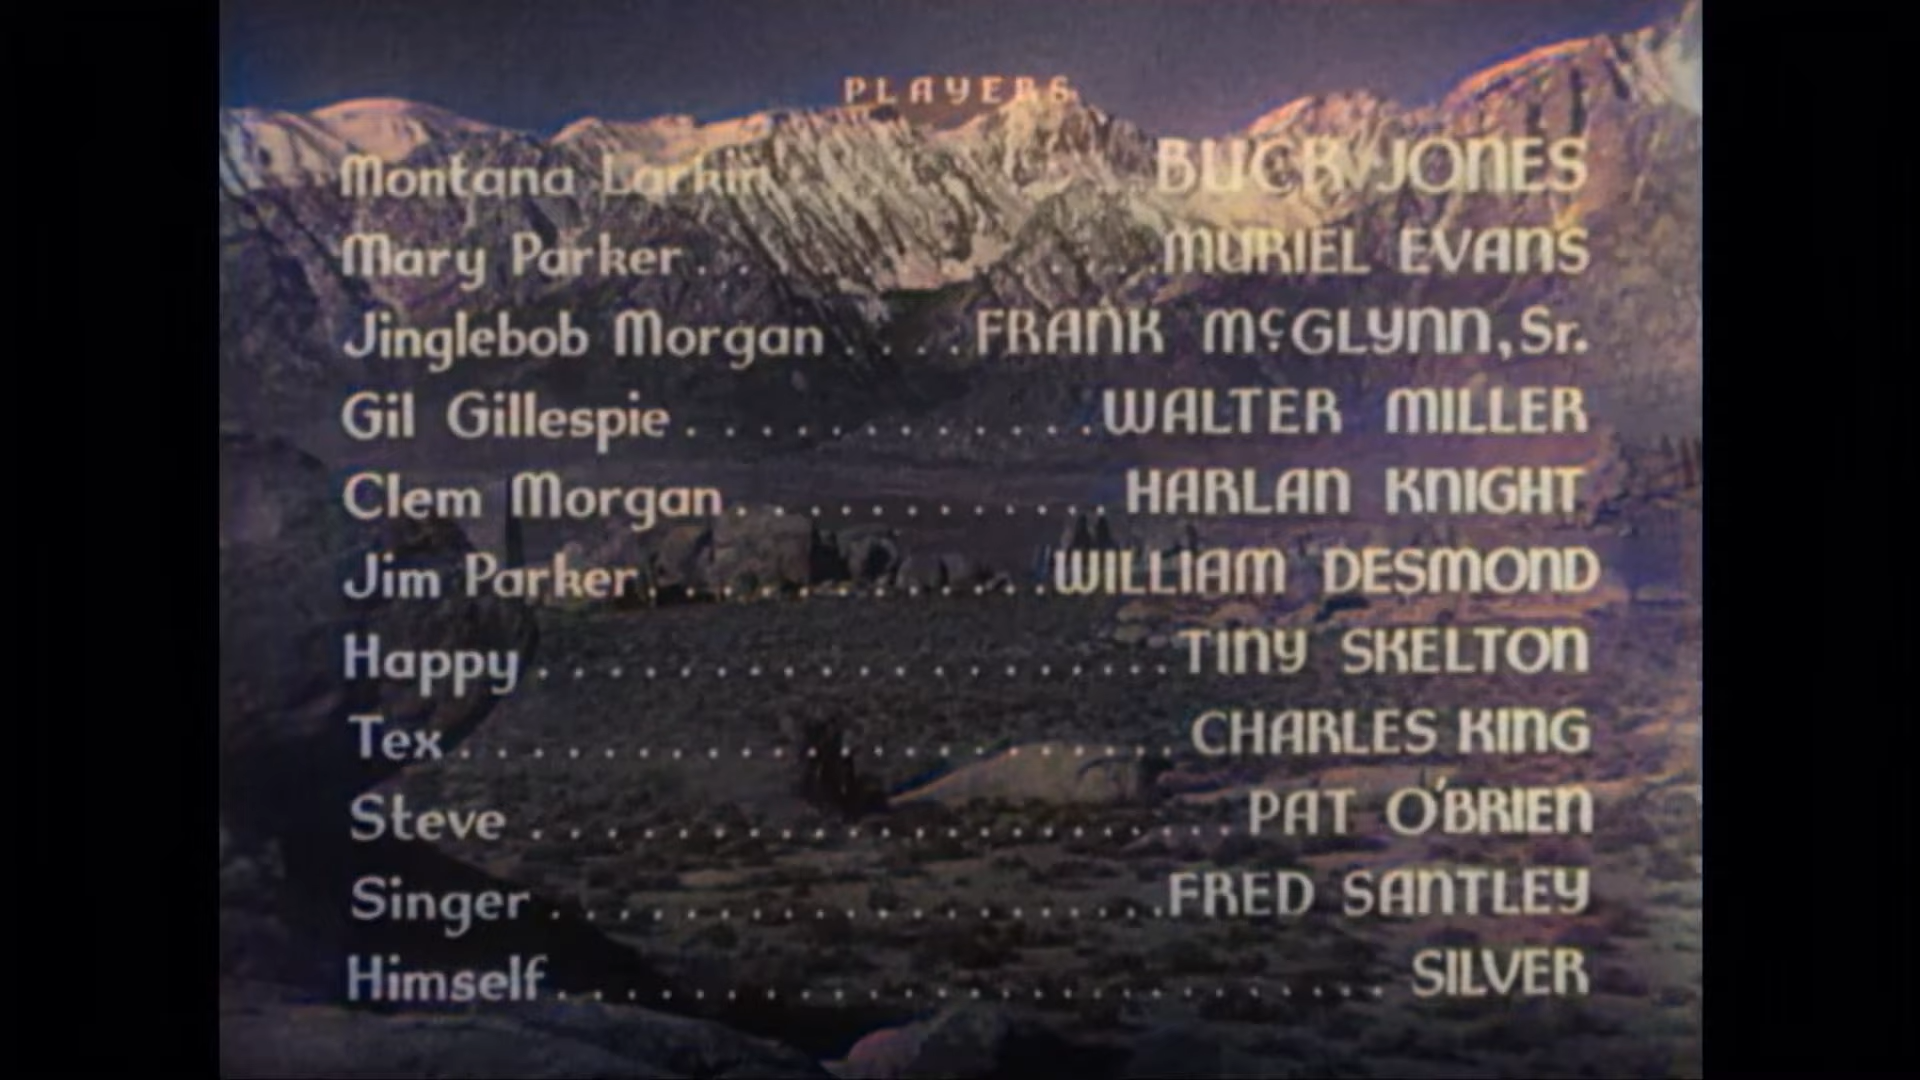 PLAYERS
Montana Larkin . . . . . . . . . . BUCK JONES
Mary Parker . . . . . . . . . . . . . MURIEL EVANS
Jinglebob Morgan . . . . FRANK McGLYNN, Sr.
Gil Gillespie . . . . . . . . . . . . WALTER MILLER
Clem Morgan . . . . . . . . . . . HARLAN KNIGHT
Jim Parker . . . . . . . . . . . . WILLIAM DESMOND
Happy . . . . . . . . . . . . . . . . . . TINY SKELTON
Tex . . . . . . . . . . . . . . . . . . . . CHARLES KING
Steve . . . . . . . . . . . . . . . . . . . . PAT O'BRIEN
Singer . . . . . . . . . . . . . . . . . FRED SANTLEY
Himself . . . . . . . . . . . . . . . . . . . . . . . SILVER